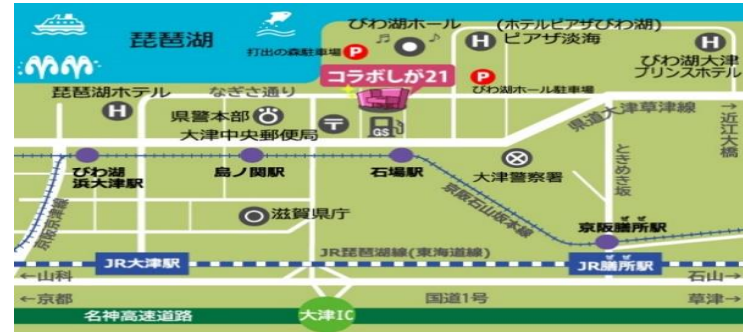 びわ湖ホール
(ホテルピアザびわ湖)
琵琶湖
打出の森駐車場 P
H ピアザ淡海
H
びわ湖大津
プリンスホテル
コラボしが21
P
びわ湖ホール駐車場
琵琶湖ホテル
なぎさ通り
H
県警本部
大津中央郵便局
〒
GS
県道大津草津線
→近江大橋
びわ湖
浜大津駅
島ノ関駅
石場駅
大津警察署
ときめき坂
京阪京津線
滋賀県庁
京阪石山坂本線
ぜぜ
京阪膳所駅
JR琵琶湖線(東海道線)
JR大津駅
ぜぜ
JR膳所駅
←山科
石山→
←京都
国道1号
草津→
名神高速道路
大津IC